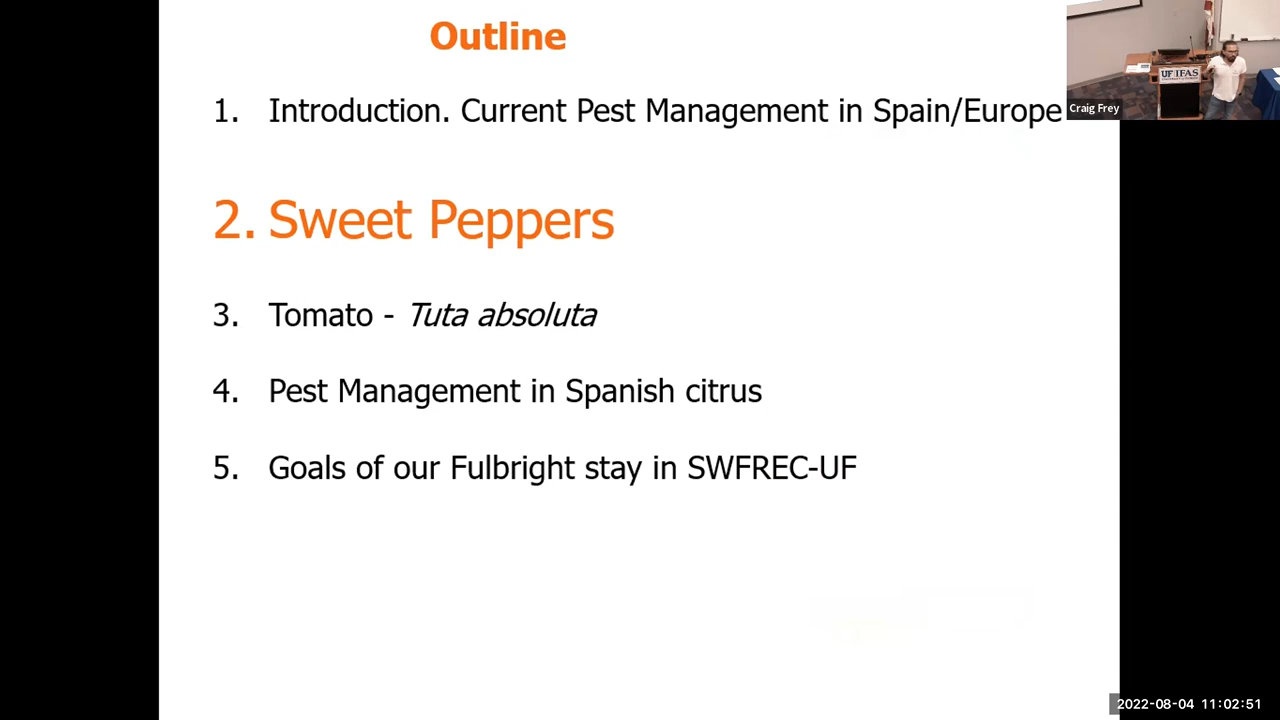 Outline
1. Introduction. Current Pest Management in Spain/Europe
2. Sweet Peppers
3. Tomato - Tuta absoluta
4. Pest Management in Spanish citrus
5. Goals of our Fulbright stay in SWFREC-UF
UF IFAS
Craig Frey
2022-08-04 11:02:51